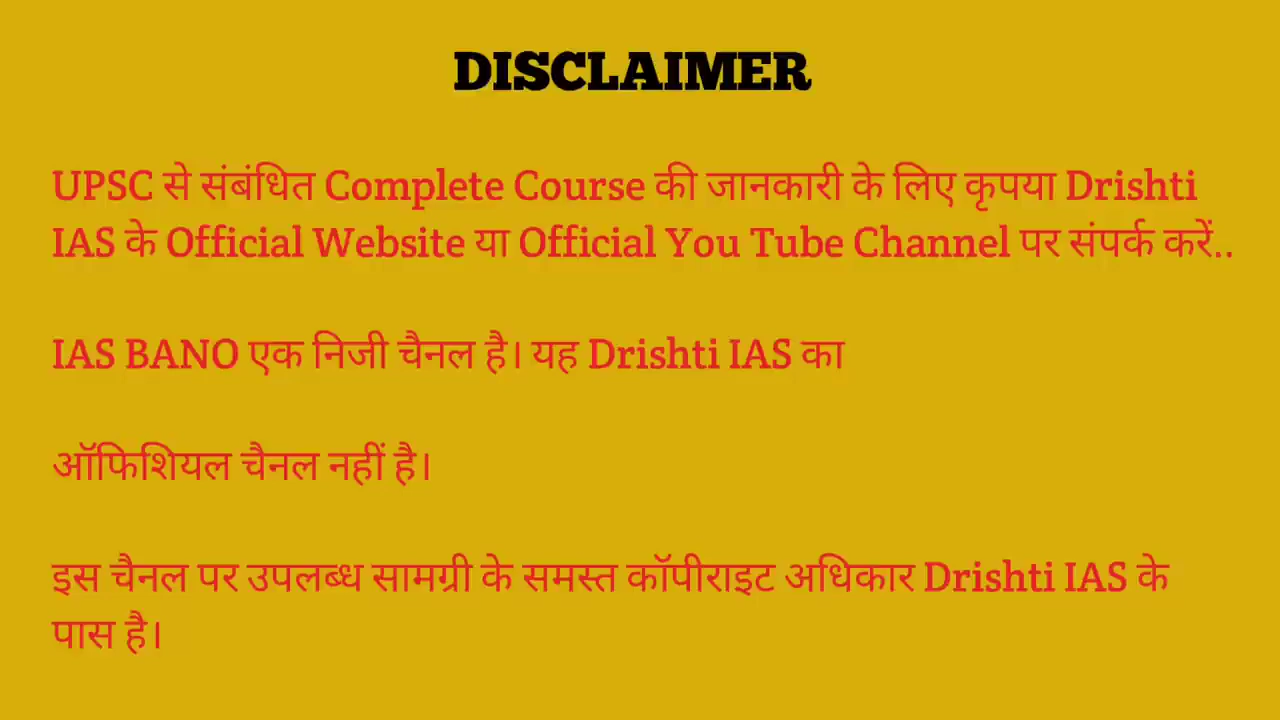 DISCLAIMER
UPSC से संबंधित Complete Course की जानकारी के लिए कृपया Drishti
IAS के Official Website या Official You Tube Channel पर संपर्क करें..
IAS BANO एक निजी चैनल है। यह Drishti IAS का
ऑफिशियल चैनल नहीं है।
इस चैनल पर उपलब्ध सामग्री के समस्त कॉपीराइट अधिकार Drishti IAS के
पास है।